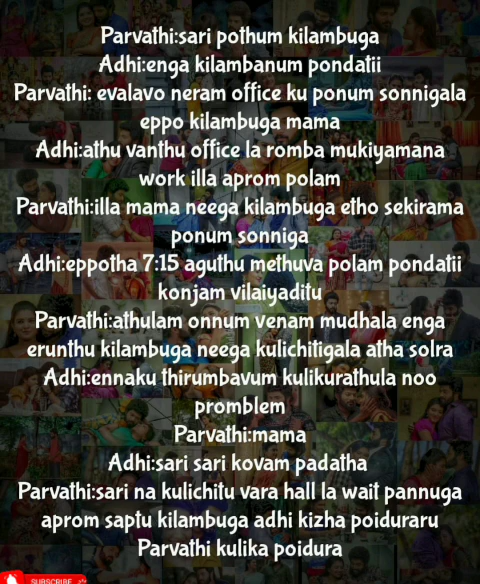 Parvathi:sari pothum kilambuga
Adhi:enga kilambanum pondatii
Parvathi: evalavo neram office ku ponum sonnigala
eppo kilambuga mama
Adhi:athu vanthu office la romba mukiyamana
work illa aprom polam
Parvathi:illa mama neega kilambuga etho sekirama
ponum sonniga
Adhi:eppotha 7:15 aguthu methuva polam pondatii
konjam vilaiyaditu
Parvathi:athulam onnum venam mudhala enga
erunthu kilambuga neega kulichitigala atha solra
Adhi:ennaku thirumbavum kulikurathula noo
promblem
Parvathi:mama
Adhi:sari sari kovam padatha
Parvathi:sari na kulichitu vara hall la wait pannuga
aprom saptu kilambuga adhi kizha poiduraru
Parvathi kulika poidura
SUBSCRIBE